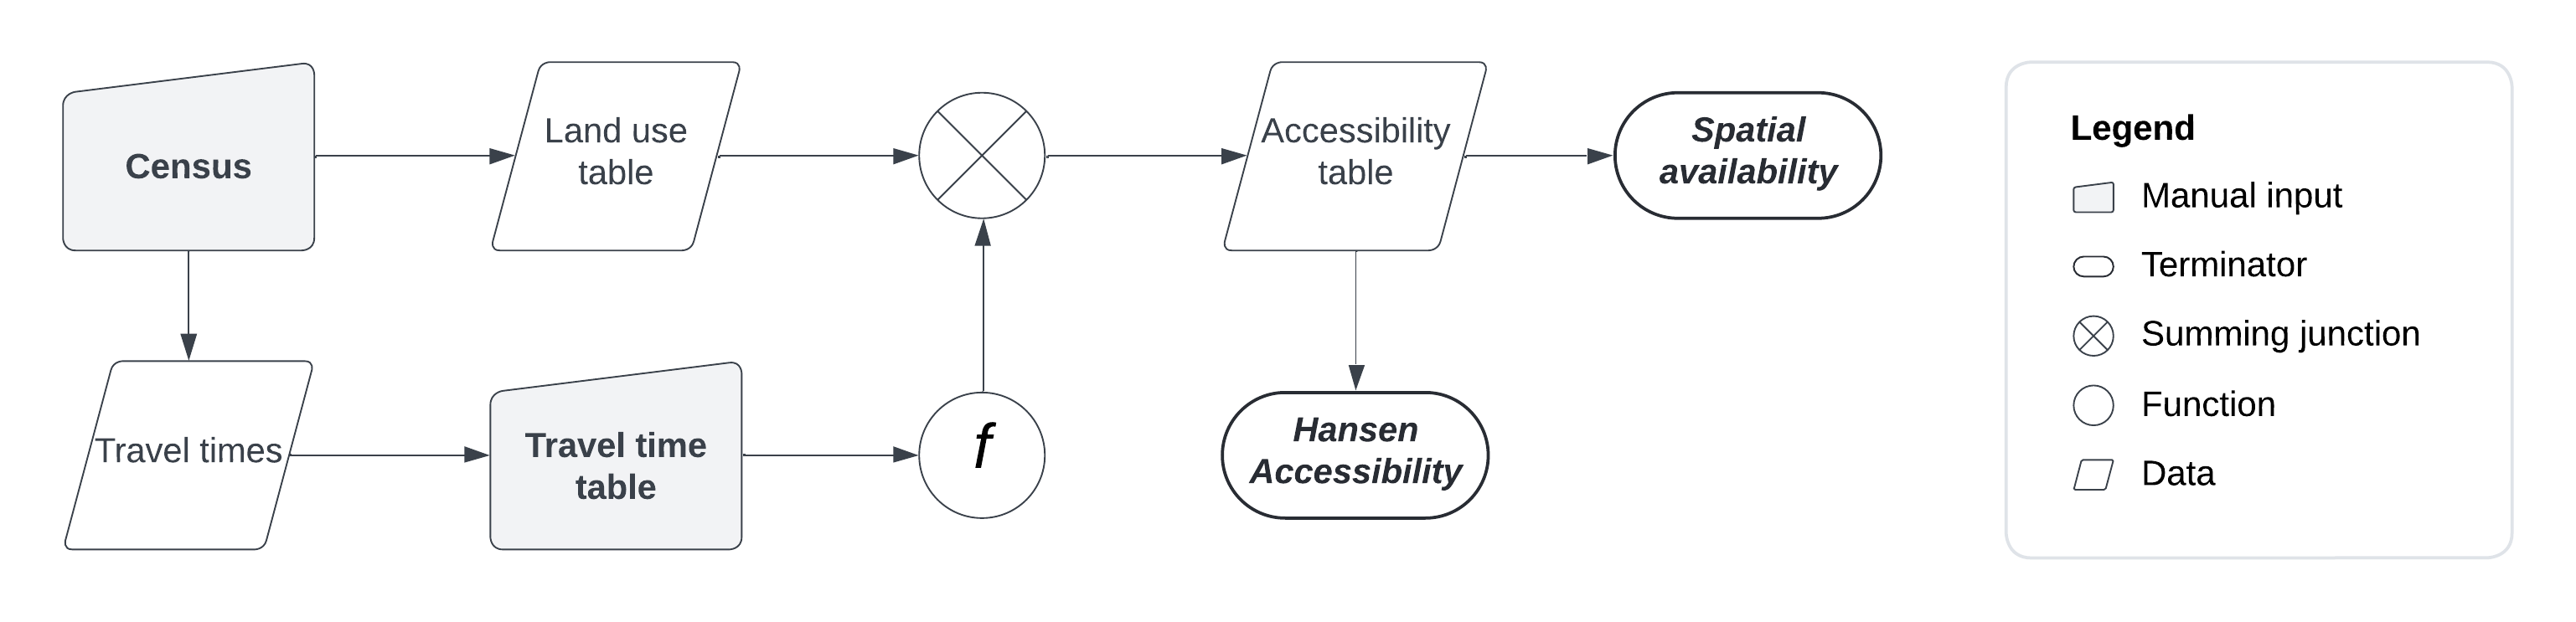 Census
Land use
table
Accessibility
table
Spatial
availability
Travel times
Travel time
table
f
Hansen
Accessibility
Legend
Manual input
Terminator
Summing junction
Function
Data